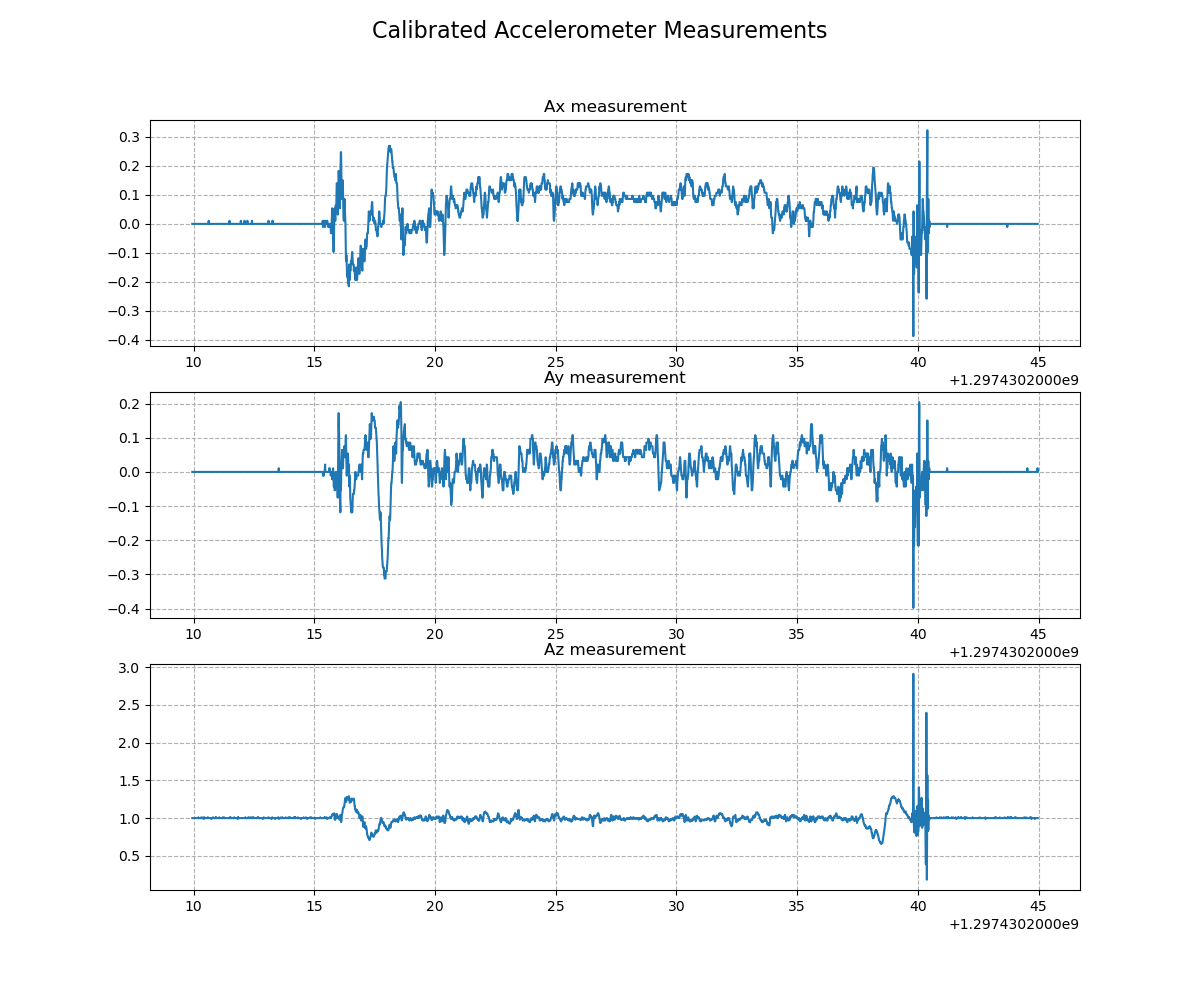 Calibrated Accelerometer Measurements
Ax measurement
0.3
0.2
0.1
0.0
−0.1
−0.2
−0.3
−0.4
10 15 20 25 30 35 40 45
+1.2974302000e9
Ay measurement
0.2
0.1
0.0
−0.1
−0.2
−0.3
−0.4
10 15 20 25 30 35 40 45
+1.2974302000e9
Az measurement
3.0
2.5
2.0
1.5
1.0
0.5
10 15 20 25 30 35 40 45
+1.2974302000e9